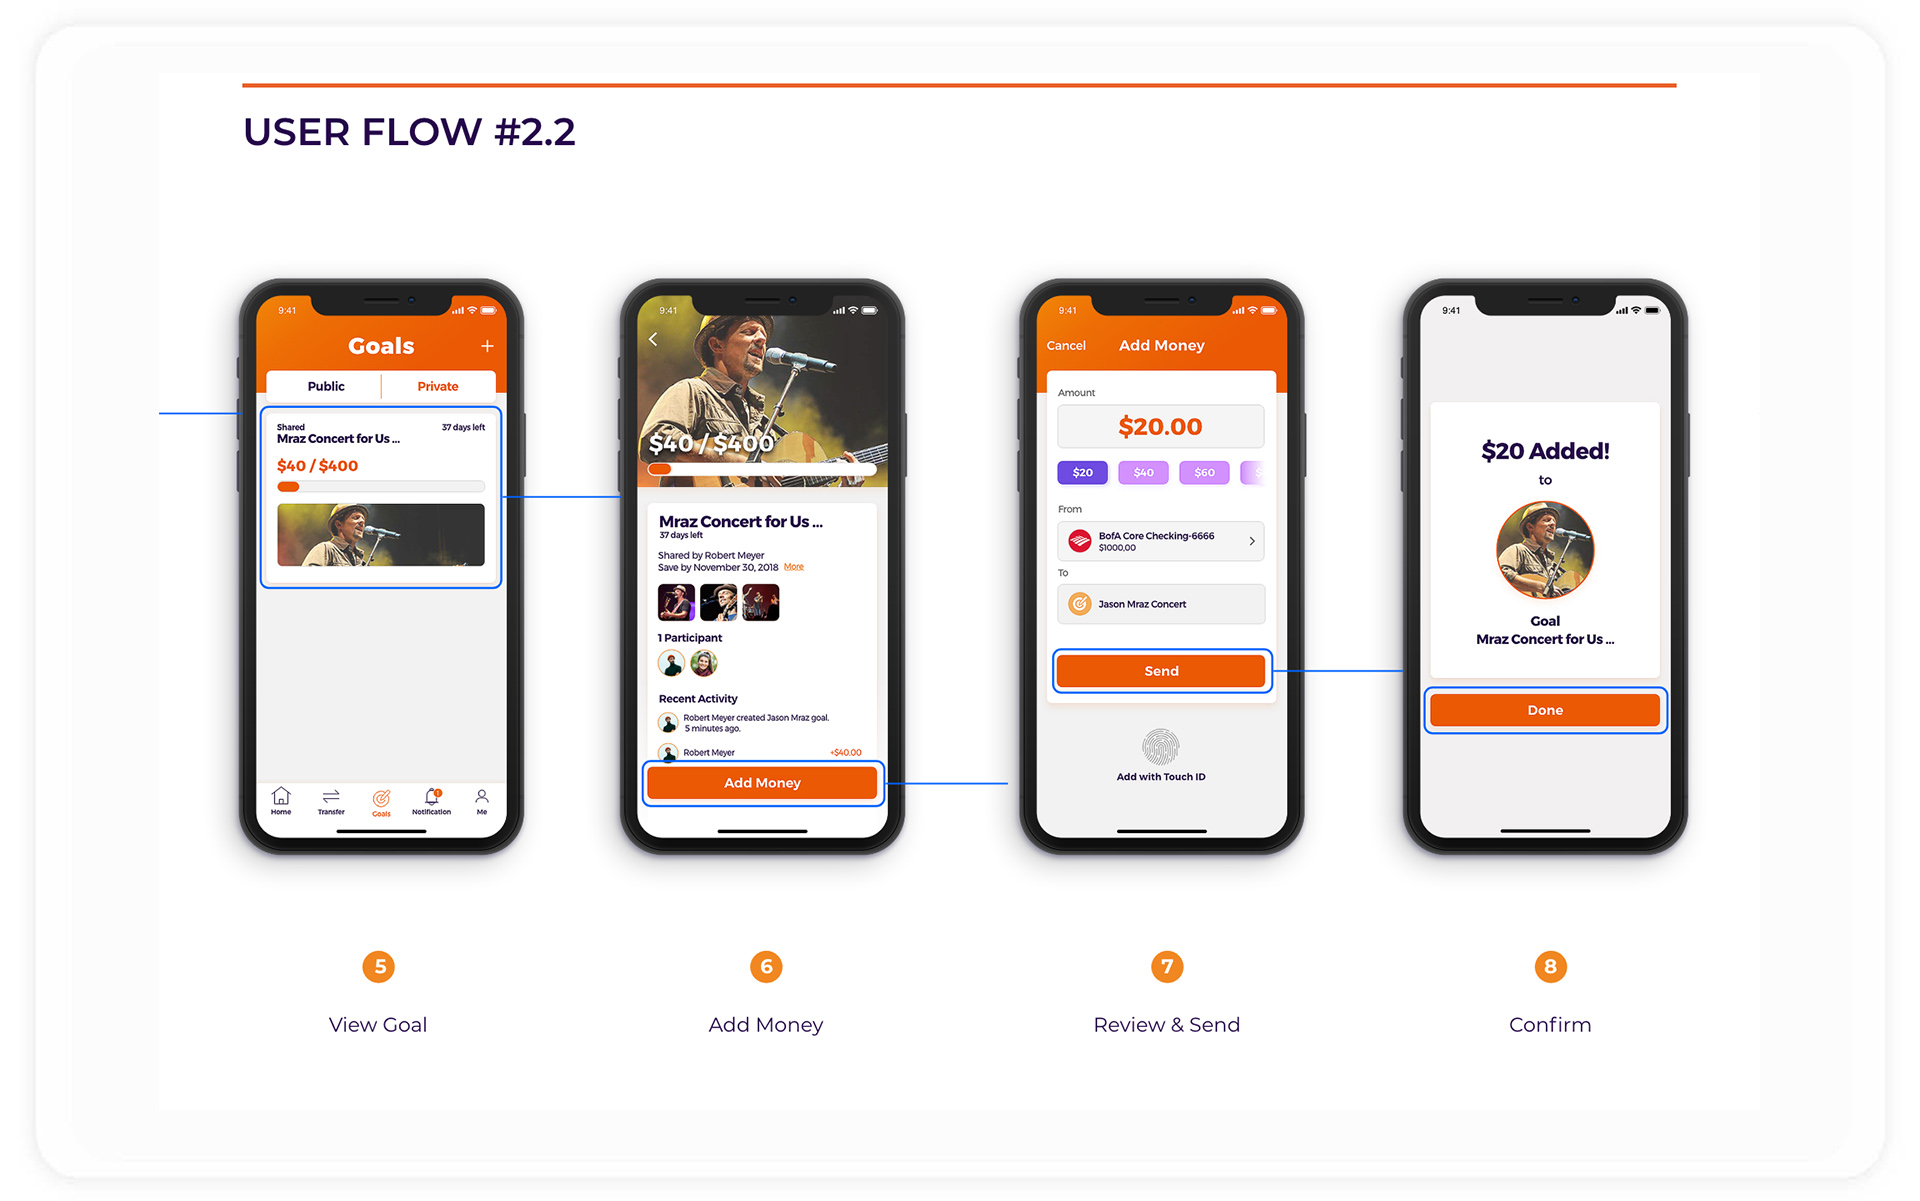 USER FLOW #2.2
9:41
Goals
+
Public
Private
Shared
37 days left
Mraz Concert for Us ...
$40 / $400
Home
Transfer
Goals
1
Notification
Me
9:41
$40 / $400
Mraz Concert for Us ...
37 days left
Shared by Robert Meyer
Save by November 30, 2018 More
1 Participant
Recent Activity
Robert Meyer created Jason Mraz goal.
5 minutes ago.
Robert Meyer +$40.00
Add Money
9:41
Cancel
Add Money
Amount
$20.00
$20
$40
$60
From
BofA Core Checking-6666
$1000,00
To
Jason Mraz Concert
Send
Add with Touch ID
9:41
$20 Added!
to
Goal
Mraz Concert for Us ...
Done
5
View Goal
6
Add Money
7
Review & Send
8
Confirm